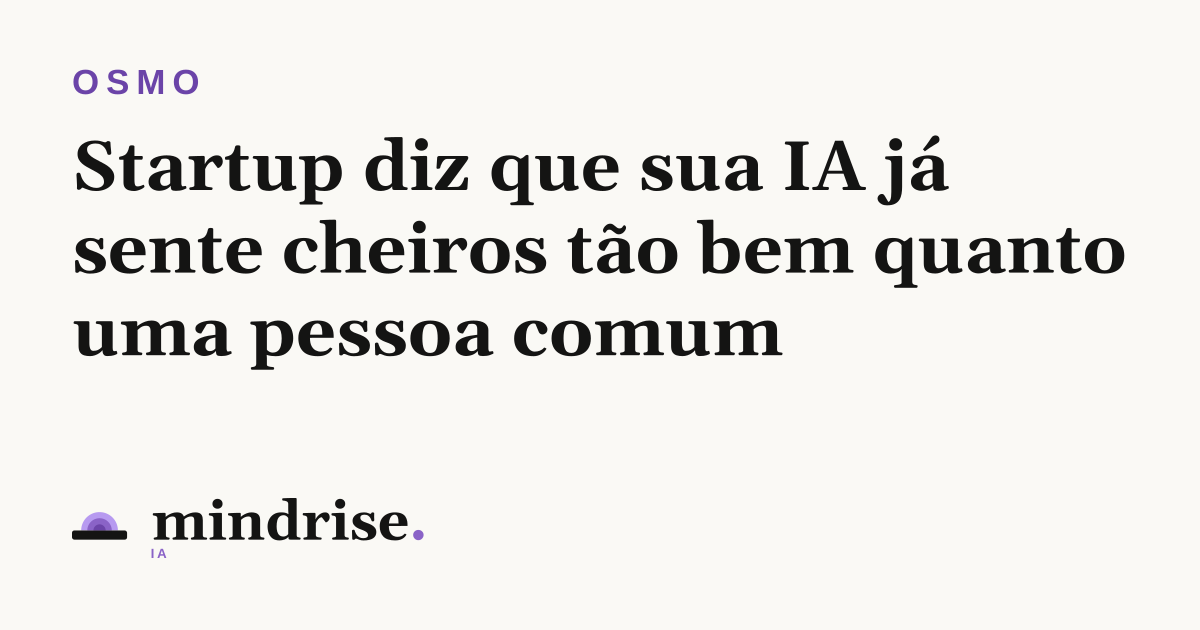 OSMO
Startup diz que sua IA já
sente cheiros tão bem quanto
uma pessoa comum
mindrise.
IA